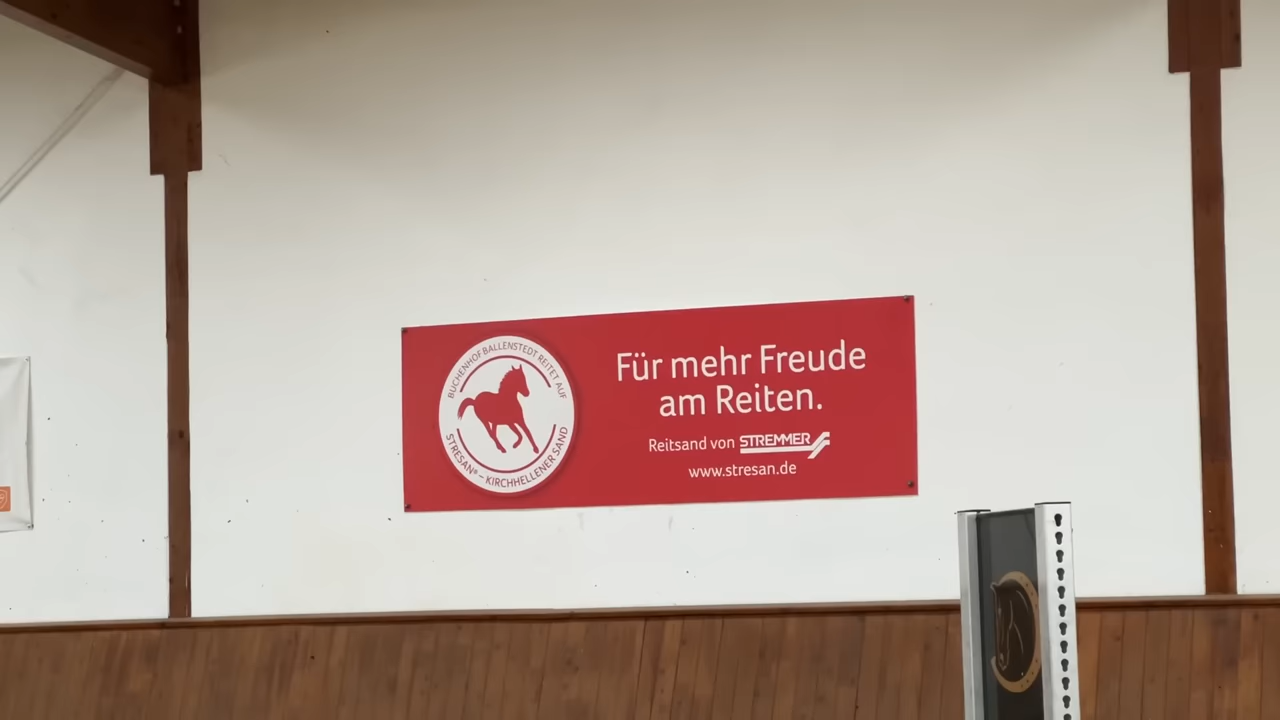 BUCHENHOF BALLENSTEDT REITET AUF
STRESAN® – KIRCHHELLENER SAND
Für mehr Freude
am Reiten.
Reitsand von STREMMER
www.stresan.de